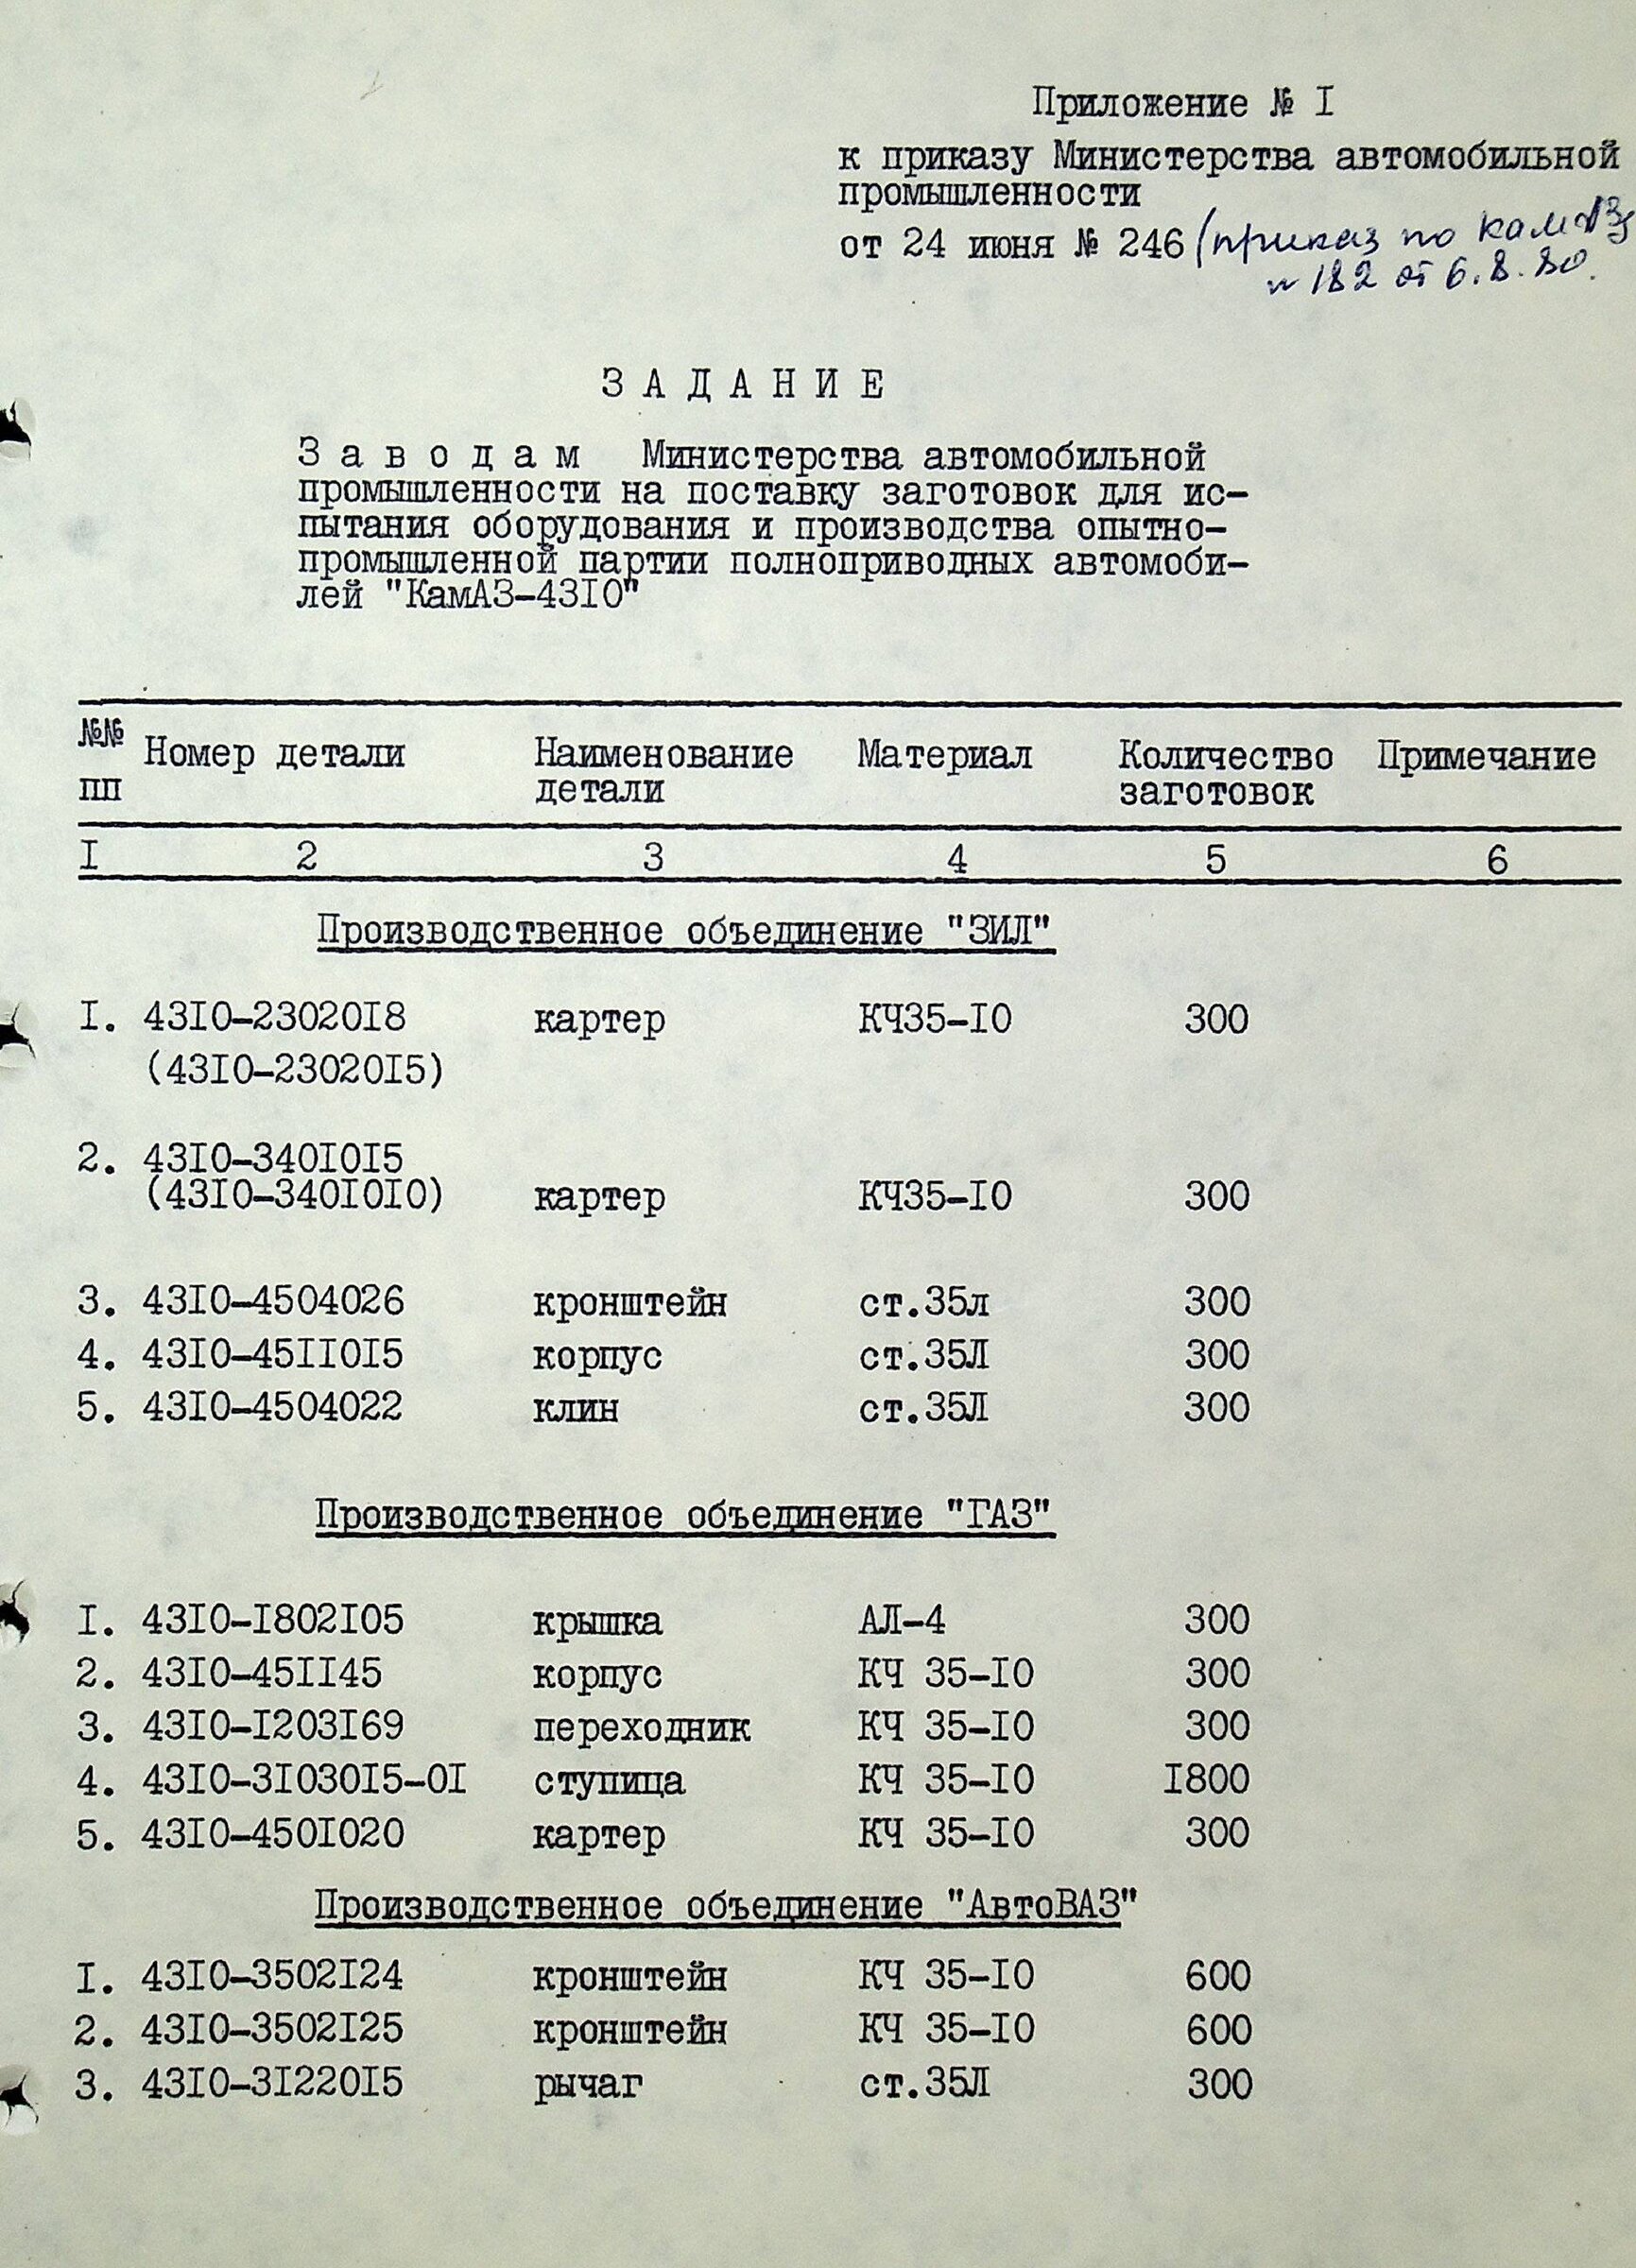 Приложение № I
к приказу Министерства автомобильной
промышленности
от 24 июня № 246 (приказ по КамАЗу
№ 182 от 6.8.80.
З А Д А Н И Е
З а в о д а м Министерства автомобильной
промышленности на поставку заготовок для ис-
пытания оборудования и производства опытно-
промышленной партии полноприводных автомоби-
лей "КамАЗ-43I0"
№№ пп Номер детали Наименование детали Материал Количество заготовок Примечание
I 2 3 4 5 6
Производственное объединение "ЗИЛ"
I. 43I0-23020I8 картер КЧ35-I0 300
(43I0-23020I5)
2. 43I0-340I0I5
(43I0-340I0I0) картер КЧ35-I0 300
3. 43I0-4504026 кронштейн ст.35л 300
4. 43I0-45II0I5 корпус ст.35Л 300
5. 43I0-4504022 клин ст.35Л 300
Производственное объединение "ГАЗ"
I. 43I0-I802I05 крышка АЛ-4 300
2. 43I0-45II45 корпус КЧ 35-I0 300
3. 43I0-I203I69 переходник КЧ 35-I0 300
4. 43I0-3I030I5-0I ступица КЧ 35-I0 I800
5. 43I0-450I020 картер КЧ 35-I0 300
Производственное объединение "АвтоВАЗ"
I. 43I0-3502I24 кронштейн КЧ 35-I0 600
2. 43I0-3502I25 кронштейн КЧ 35-I0 600
3. 43I0-3I220I5 рычаг ст.35Л 300